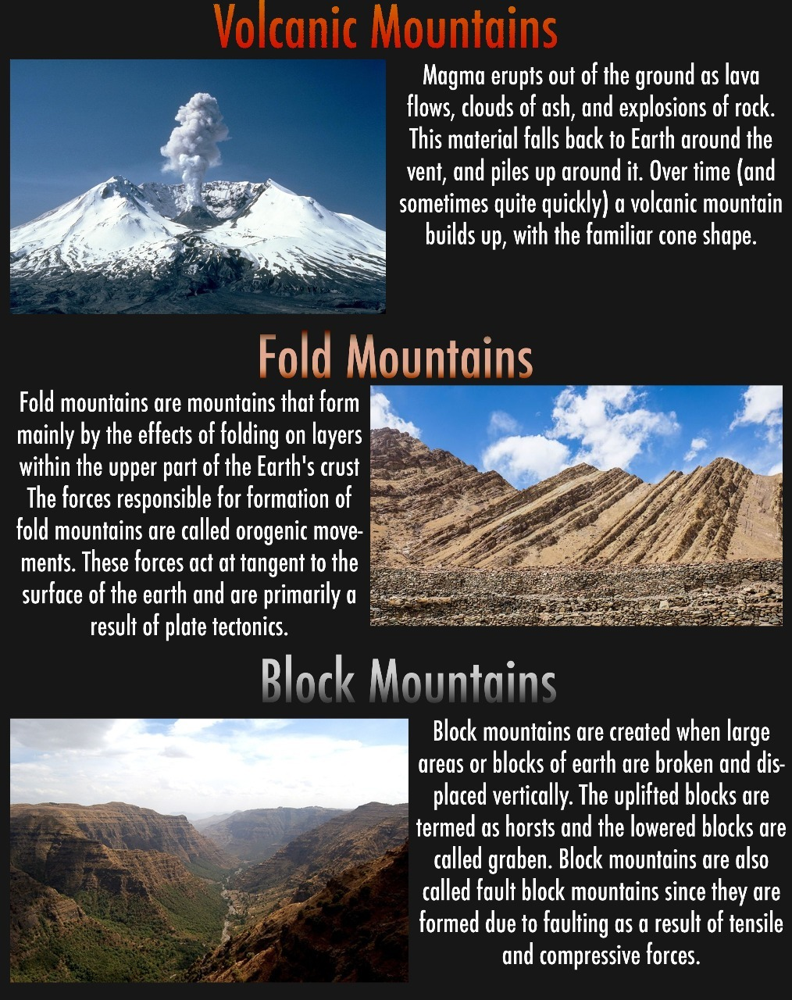 Volcanic Mountains
Magma erupts out of the ground as lava
flows, clouds of ash, and explosions of rock.
This material falls back to Earth around the
vent, and piles up around it. Over time (and
sometimes quite quickly) a volcanic mountain
builds up, with the familiar cone shape.
Fold Mountains
Fold mountains are mountains that form
mainly by the effects of folding on layers
within the upper part of the Earth's crust
The forces responsible for formation of
fold mountains are called orogenic move-
ments. These forces act at tangent to the
surface of the earth and are primarily a
result of plate tectonics.
Block Mountains
Block mountains are created when large
areas or blocks of earth are broken and dis-
placed vertically. The uplifted blocks are
termed as horsts and the lowered blocks are
called graben. Block mountains are also
called fault block mountains since they are
formed due to faulting as a result of tensile
and compressive forces.